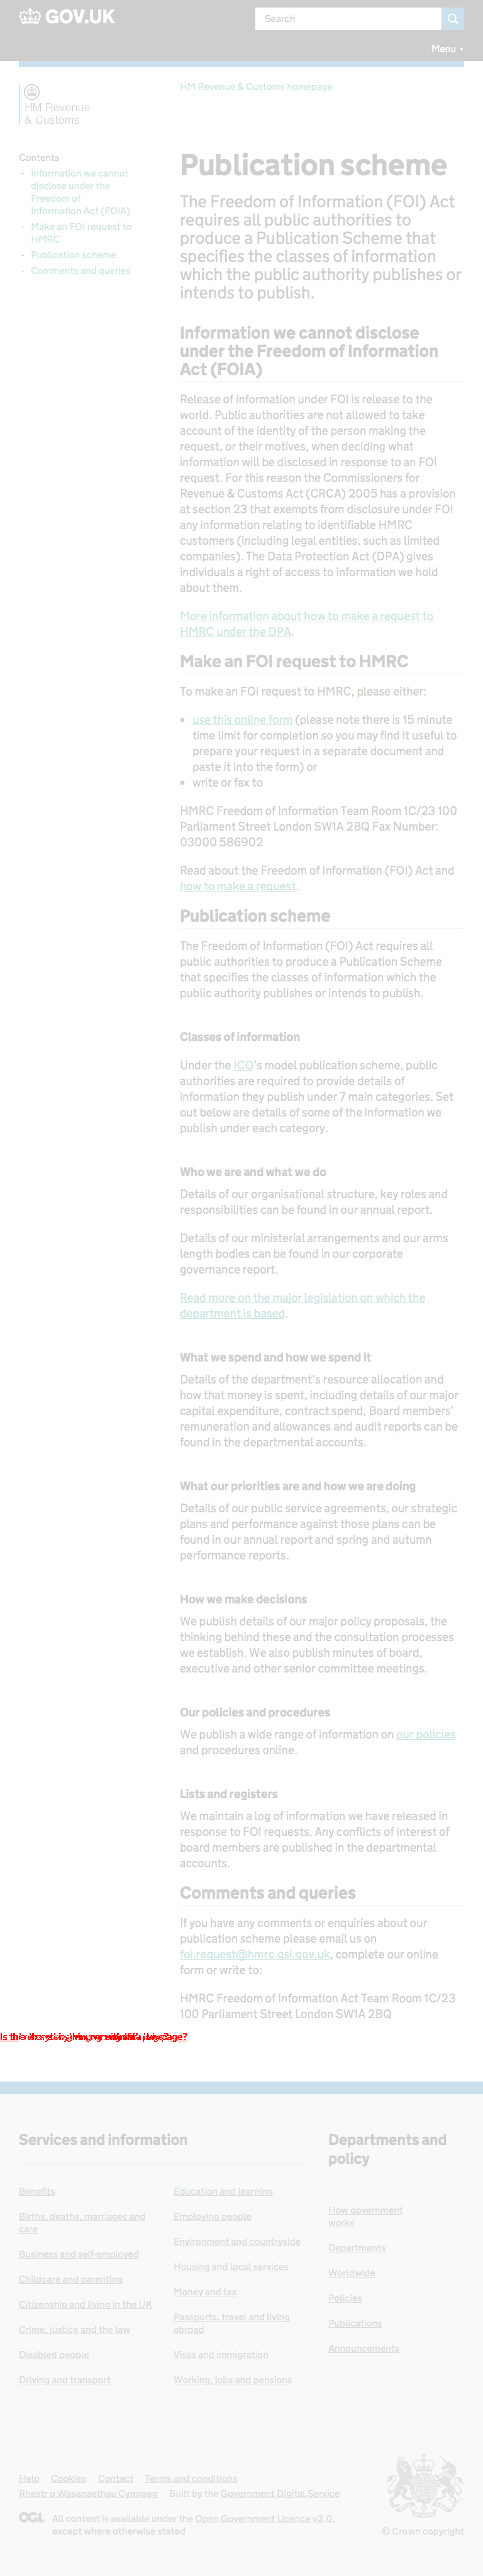 GOV.UK
Search
Menu ▼
HM Revenue & Customs homepage
HM Revenue
& Customs
Contents
- Information we cannot
disclose under the
Freedom of
Information Act (FOIA)
- Make an FOI request to
HMRC
- Publication scheme
- Comments and queries
Publication scheme
The Freedom of Information (FOI) Act
requires all public authorities to
produce a Publication Scheme that
specifies the classes of information
which the public authority publishes or
intends to publish.
Information we cannot disclose
under the Freedom of Information
Act (FOIA)
Release of information under FOI is release to the
world. Public authorities are not allowed to take
account of the identity of the person making the
request, or their motives, when deciding what
information will be disclosed in response to an FOI
request. For this reason the Commissioners for
Revenue & Customs Act (CRCA) 2005 has a provision
at section 23 that exempts from disclosure under FOI
any information relating to identifiable HMRC
customers (including legal entities, such as limited
companies). The Data Protection Act (DPA) gives
individuals a right of access to information we hold
about them.
More information about how to make a request to
HMRC under the DPA.
Make an FOI request to HMRC
To make an FOI request to HMRC, please either:
• use this online form (please note there is 15 minute
time limit for completion so you may find it useful to
prepare your request in a separate document and
paste it into the form) or
• write or fax to
HMRC Freedom of Information Team Room 1C/23 100
Parliament Street London SW1A 2BQ Fax Number:
03000 586902
Read about the Freedom of Information (FOI) Act and
how to make a request.
Publication scheme
The Freedom of Information (FOI) Act requires all
public authorities to produce a Publication Scheme
that specifies the classes of information which the
public authority publishes or intends to publish.
Classes of information
Under the ICO's model publication scheme, public
authorities are required to provide details of
information they publish under 7 main categories. Set
out below are details of some of the information we
publish under each category.
Who we are and what we do
Details of our organisational structure, key roles and
responsibilities can be found in our annual report.
Details of our ministerial arrangements and our arms
length bodies can be found in our corporate
governance report.
Read more on the major legislation on which the
department is based.
What we spend and how we spend it
Details of the department's resource allocation and
how that money is spent, including details of our major
capital expenditure, contract spend, Board members'
remuneration and allowances and audit reports can be
found in the departmental accounts.
What our priorities are and how we are doing
Details of our public service agreements, our strategic
plans and performance against those plans can be
found in our annual report and spring and autumn
performance reports.
How we make decisions
We publish details of our major policy proposals, the
thinking behind these and the consultation processes
we establish. We also publish minutes of board,
executive and other senior committee meetings.
Our policies and procedures
We publish a wide range of information on our policies
and procedures online.
Lists and registers
We maintain a log of information we have released in
response to FOI requests. Any conflicts of interest of
board members are published in the departmental
accounts.
Comments and queries
If you have any comments or enquiries about our
publication scheme please email us on
foi.request@hmrc.gsi.gov.uk, complete our online
form or write to:
HMRC Freedom of Information Act Team Room 1C/23
100 Parliament Street London SW1A 2BQ
Services and information
Departments and
policy
Benefits
Births, deaths, marriages and
care
Business and self-employed
Childcare and parenting
Citizenship and living in the UK
Crime, justice and the law
Disabled people
Driving and transport
Education and learning
Employing people
Environment and countryside
Housing and local services
Money and tax
Passports, travel and living
abroad
Visas and immigration
Working, jobs and pensions
How government
works
Departments
Worldwide
Policies
Publications
Announcements
Help Cookies Contact Terms and conditions
Rhestr o Wasanaethau Cymraeg Built by the Government Digital Service
OGL All content is available under the Open Government Licence v3.0,
except where otherwise stated
© Crown copyright